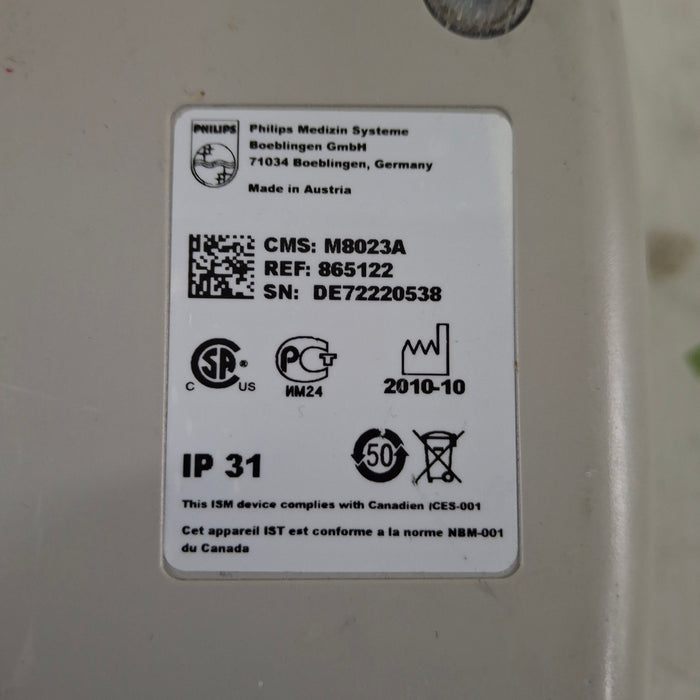 PHILIPS
Philips Medizin Systeme
Boeblingen GmbH
71034 Boeblingen, Germany
Made in Austria
CMS: M8023A
REF: 865122
SN: DE72220538
CSA®
C US
РСТ
ИМ24
2010-10
IP 31
50
This ISM device complies with Canadien ICES-001
Cet appareil IST est conforme a la norme NBM-001
du Canada